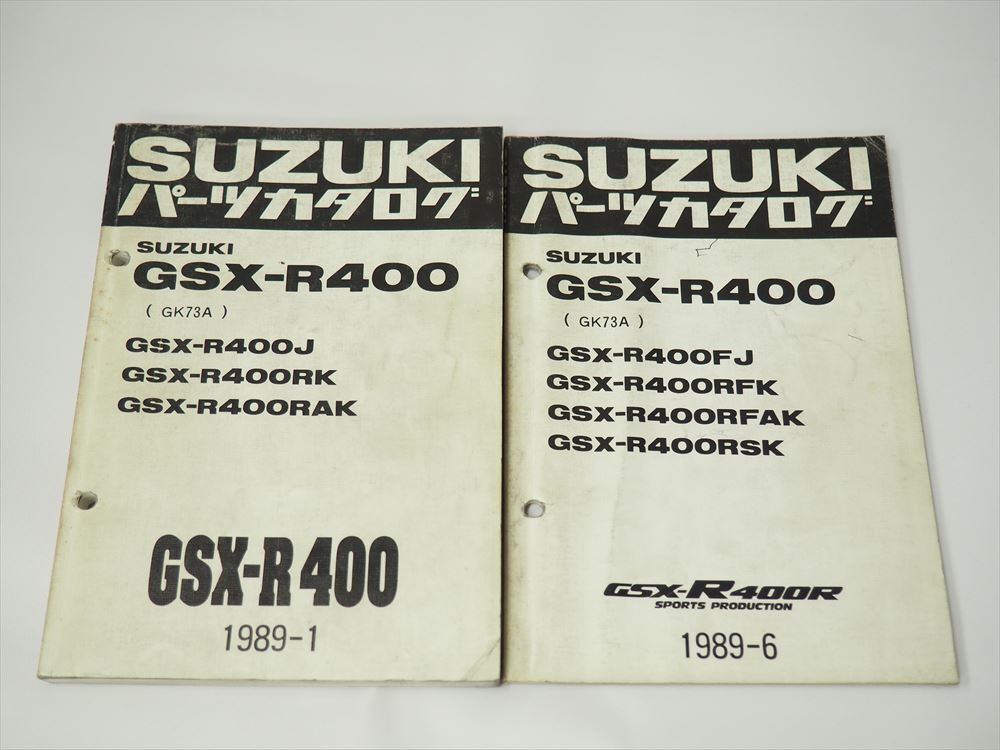 SUZUKI
パーツカタログ
SUZUKI
GSX-R400
( GK73A )
GSX-R400J
GSX-R400RK
GSX-R400RAK
GSX-R400
1989-1
SUZUKI
パーツカタログ
SUZUKI
GSX-R400
( GK73A )
GSX-R400FJ
GSX-R400RFK
GSX-R400RFAK
GSX-R400RSK
GSX-R400R
SPORTS PRODUCTION
1989-6